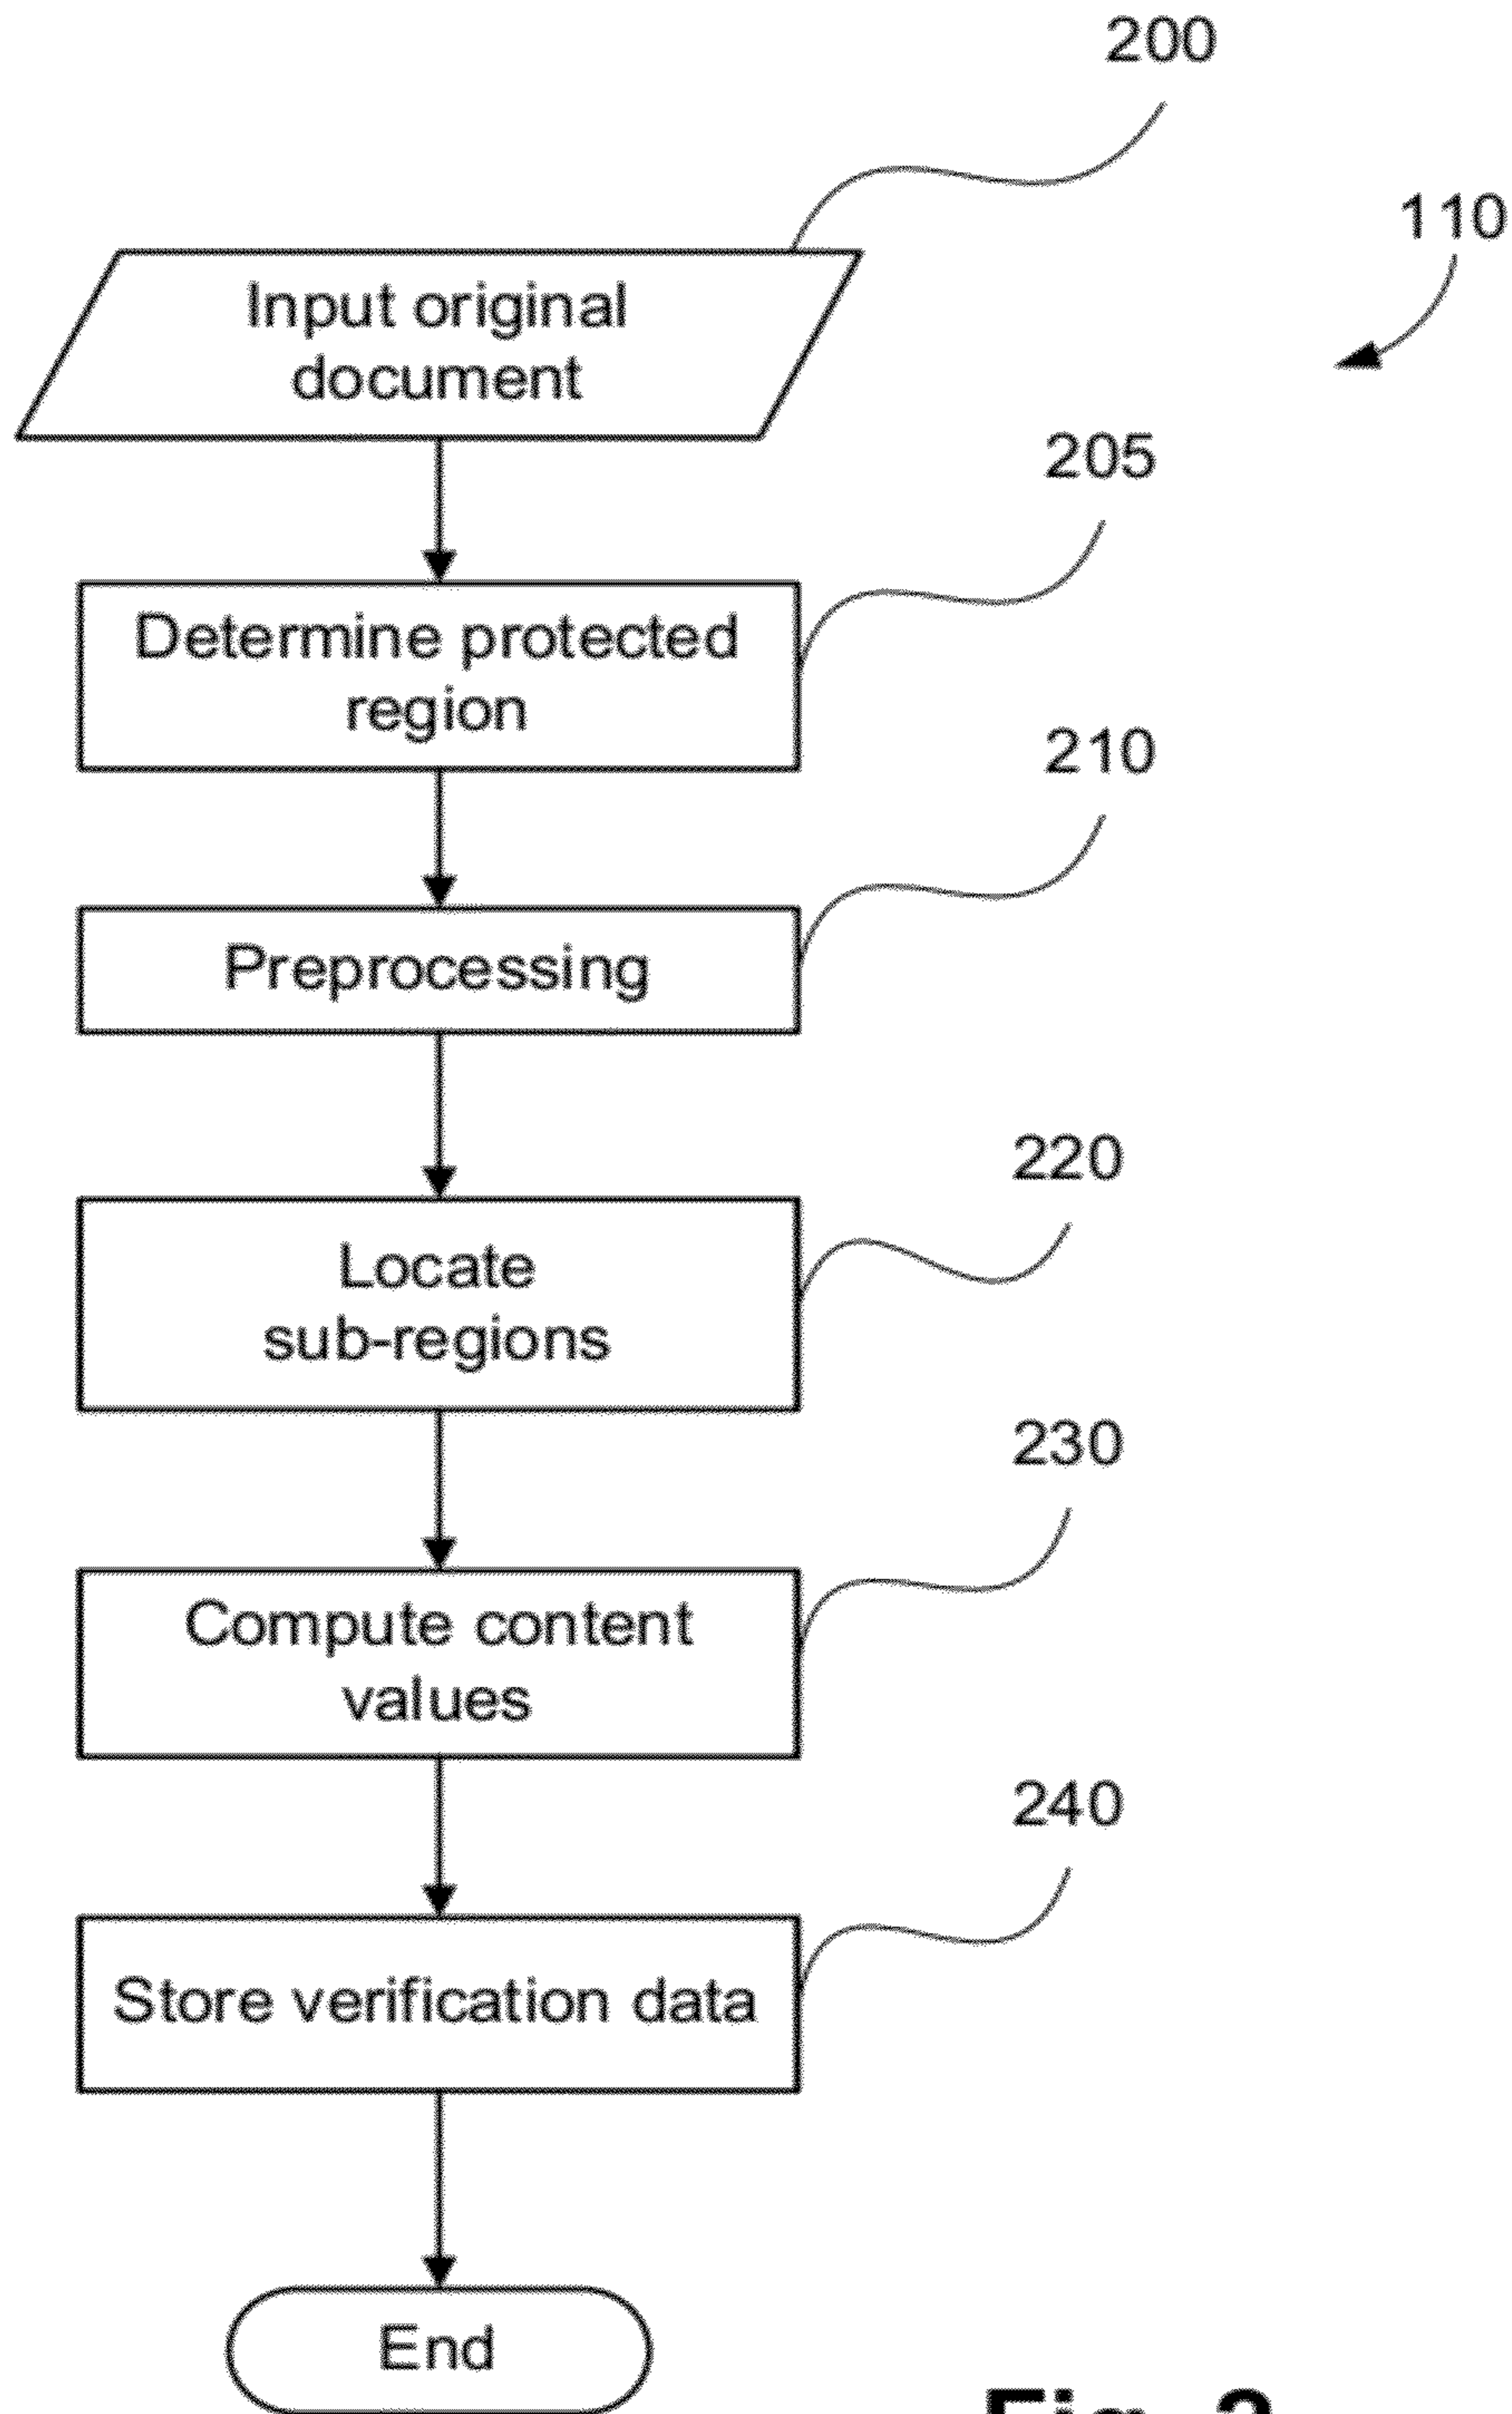 200
110
Input original
document
205
Determine protected
region
210
Preprocessing
220
Locate
sub-regions
230
Compute content
values
240
Store verification data
End